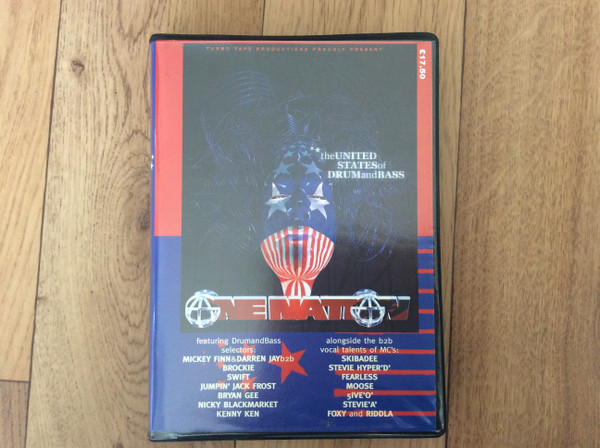 TURBO TAPE PRODUCTIONS PROUDLY PRESENT
£17.50
**theUNITED
STATESof
DRUMandBASS
ONE NATION
featuring DrumandBass
selectors:
MICKEY FINN&DARREN JAYb2b
BROCKIE
SWIFT
JUMPIN' JACK FROST
BRYAN GEE
NICKY BLACKMARKET
KENNY KEN
alongside the b2b
vocal talents of MC's:
SKIBADEE
STEVIE HYPER'D'
FEARLESS
MOOSE
5IVE'O'
STEVIE'A'
FOXY and RIDDLA